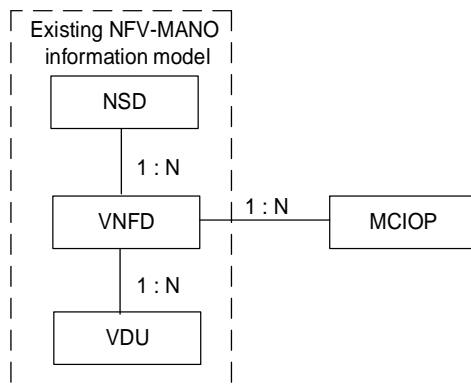 Existing NFV-MANO
information model
NSD
1 : N
VNFD
1 : N
MCIOP
1 : N
VDU